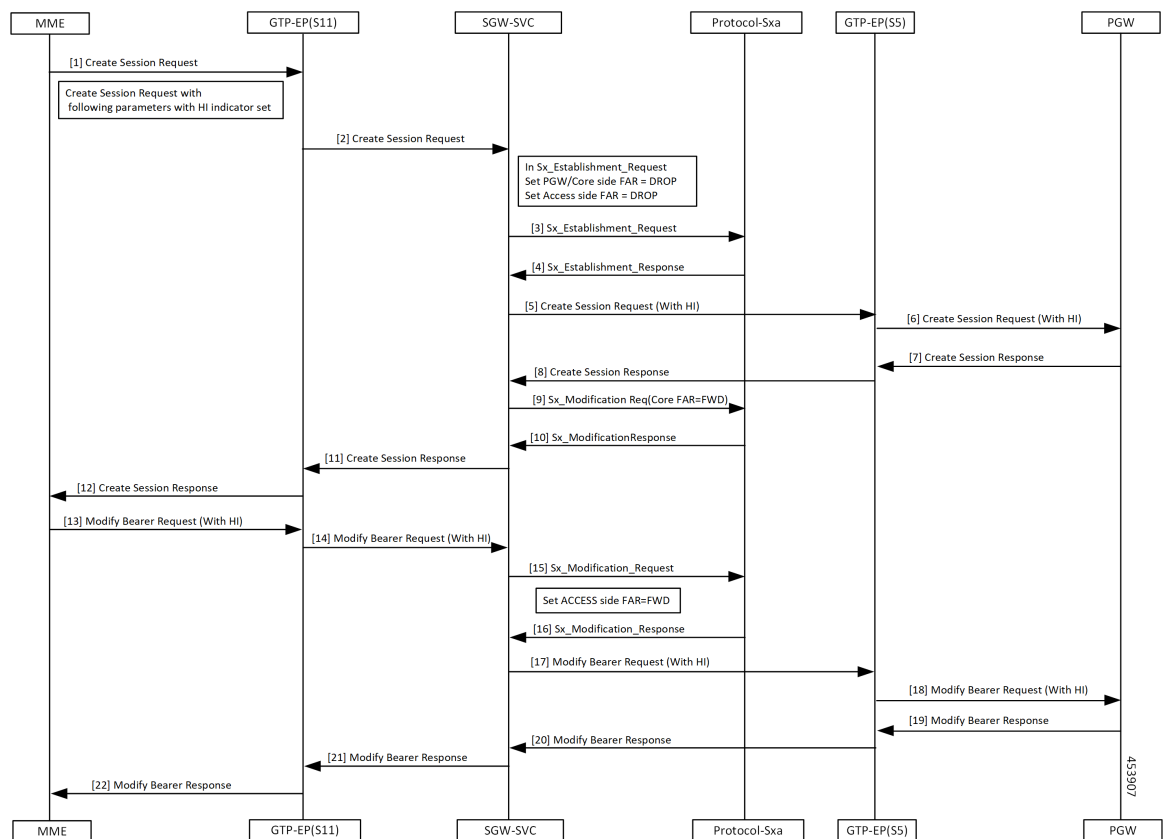 MME
GTP-EP(S11)
SGW-SVC
Protocol-Sxa
GTP-EP(S5)
PGW
[1] Create Session Request
Create Session Request with
following parameters with HI indicator set
[2] Create Session Request
In Sx_Establishment_Request
Set PGW/Core side FAR = DROP
Set Access side FAR = DROP
[3] Sx_Establishment_Request
[4] Sx_Establishment_Response
[5] Create Session Request (With HI)
[6] Create Session Request (With HI)
[7] Create Session Response
[8] Create Session Response
[9] Sx_Modification Req(Core FAR=FWD)
[10] Sx_ModificationResponse
[11] Create Session Response
[12] Create Session Response
[13] Modify Bearer Request (With HI)
[14] Modify Bearer Request (With HI)
[15] Sx_Modification_Request
Set ACCESS side FAR=FWD
[16] Sx_Modification_Response
[17] Modify Bearer Request (With HI)
[18] Modify Bearer Request (With HI)
[19] Modify Bearer Response
[20] Modify Bearer Response
[21] Modify Bearer Response
[22] Modify Bearer Response
453907
MME
GTP-EP(S11)
SGW-SVC
Protocol-Sxa
GTP-EP(S5)
PGW